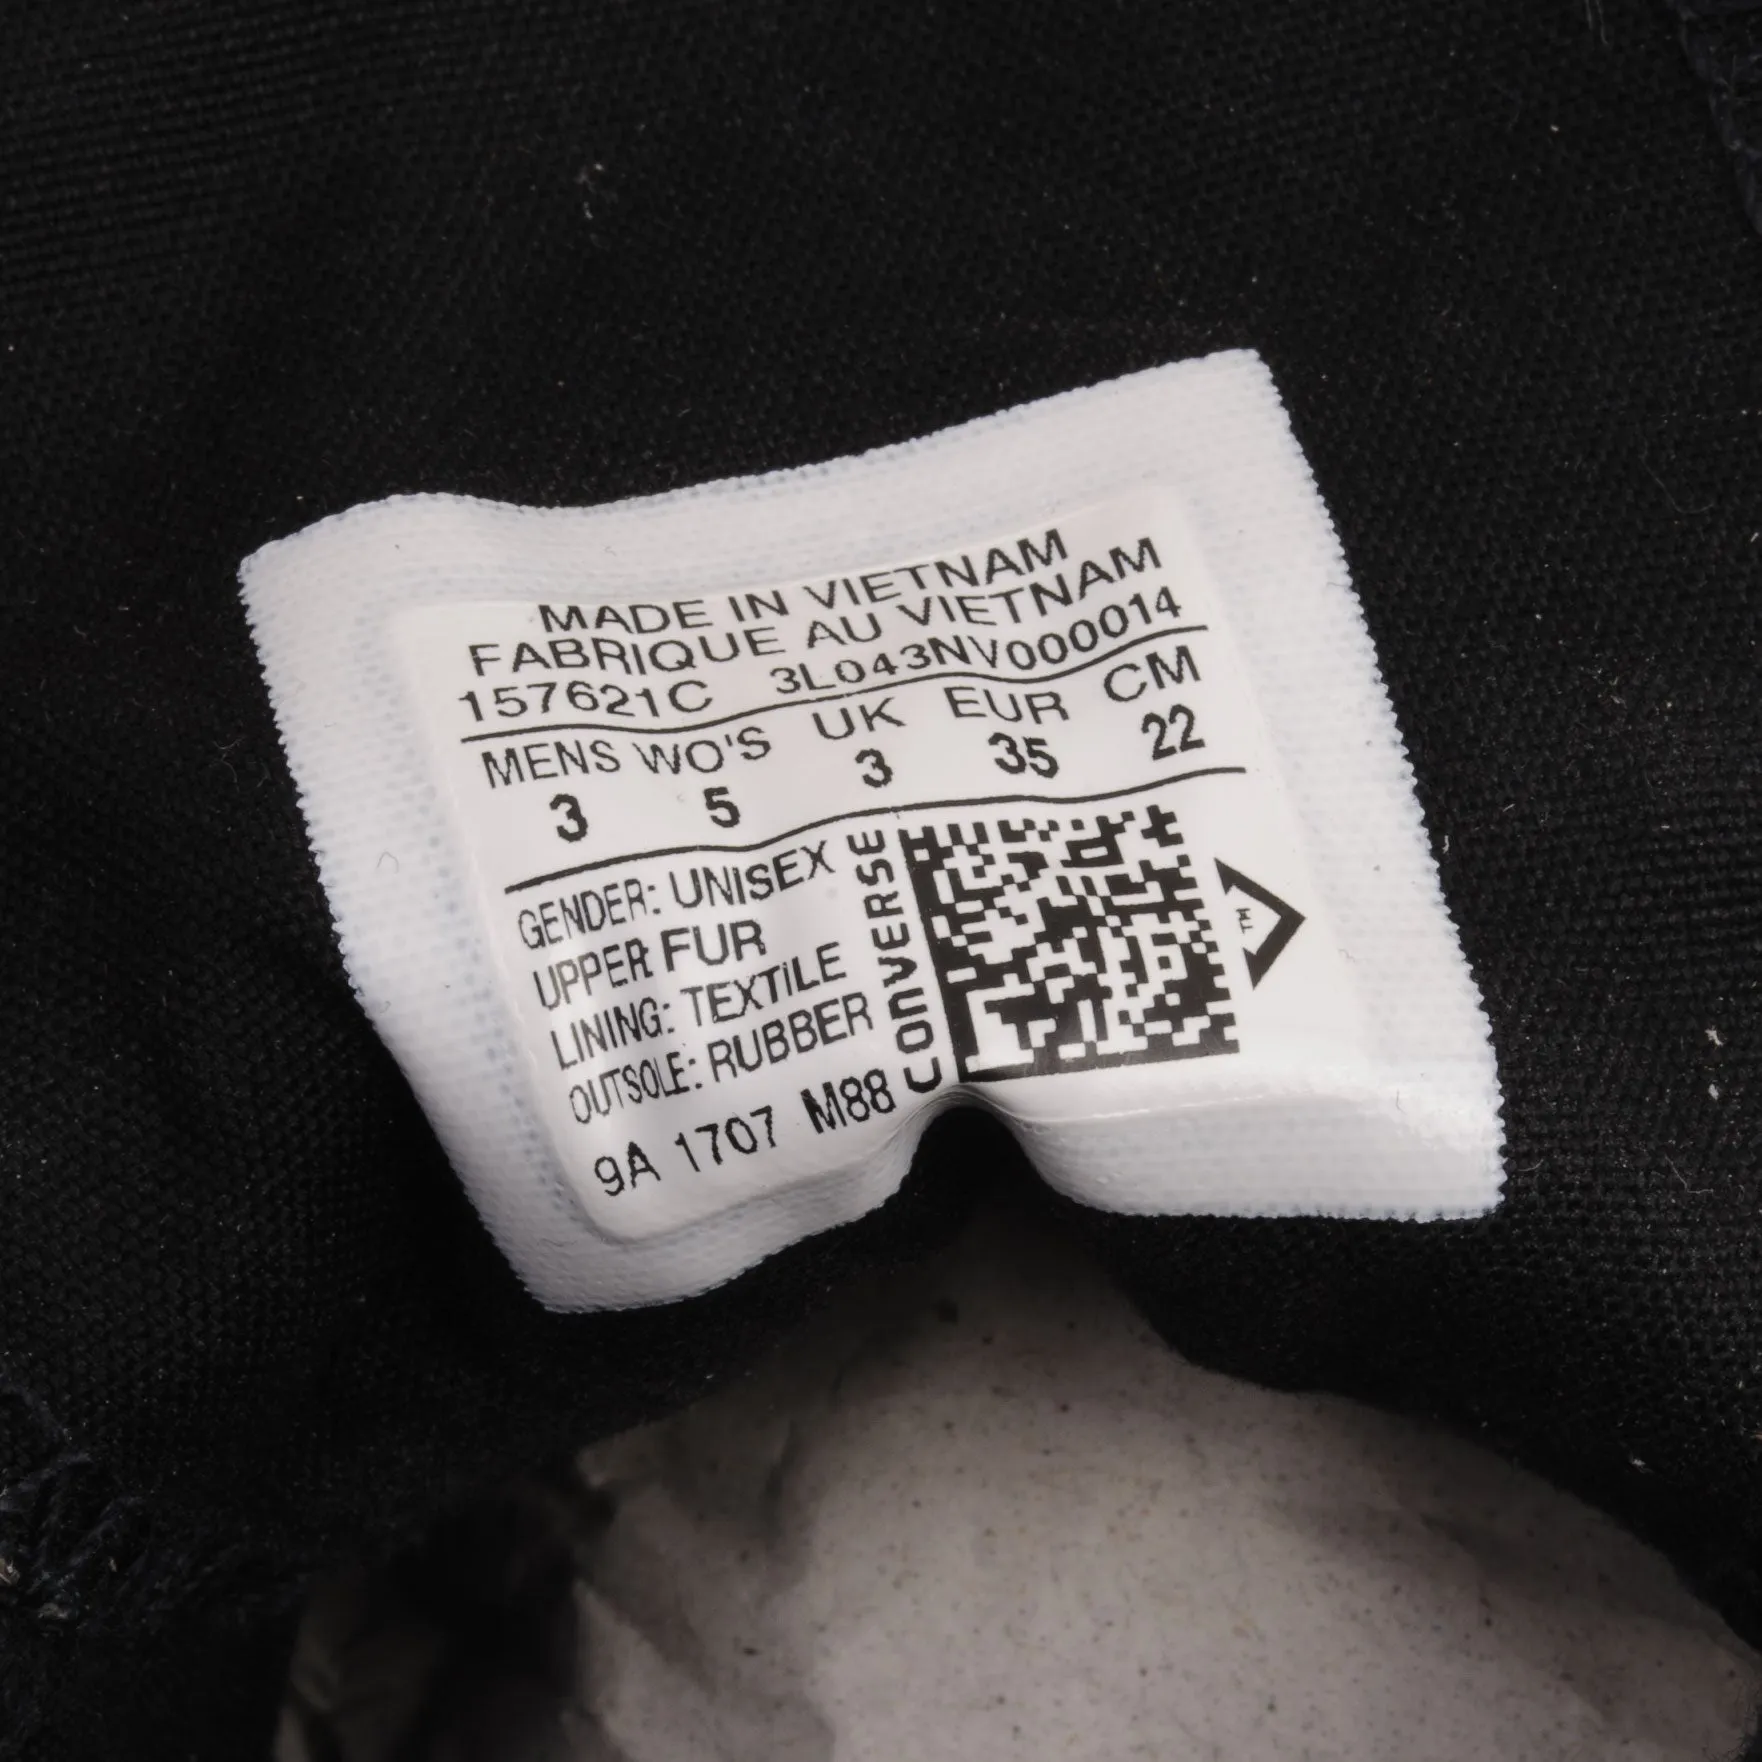 MADE IN VIETNAM
FABRIQUE AU VIETNAM
157621C 3L043NV000014
MENS WO'S UK EUR CM
3 5 3 35 22
GENDER: UNISEX
UPPER FUR
LINING: TEXTILE
OUTSOLE: RUBBER
9A 1707 M88
CONVERSE